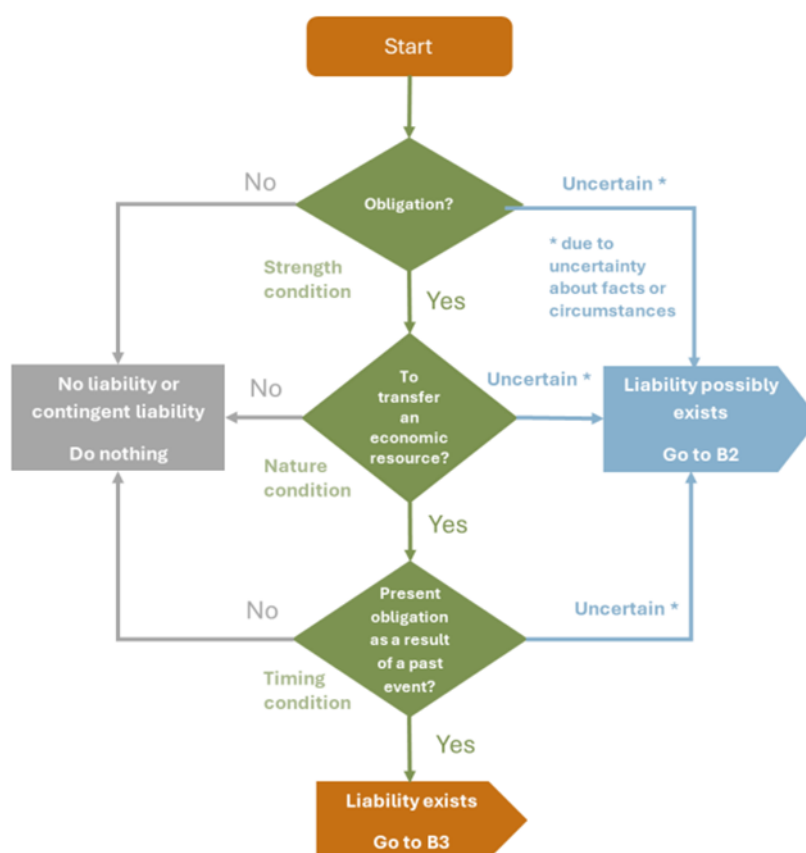 Start
No
Uncertain *
Obligation?
* due to
uncertainty
about facts or
circumstances
Strength
condition
Yes
No liability or
contingent liability
Do nothing
No
To
transfer
an
economic
resource?
Uncertain *
Liability possibly
exists
Go to B2
Nature
condition
Yes
No
Present
obligation
as a result
of a past
event?
Uncertain *
Timing
condition
Yes
Liability exists
Go to B3